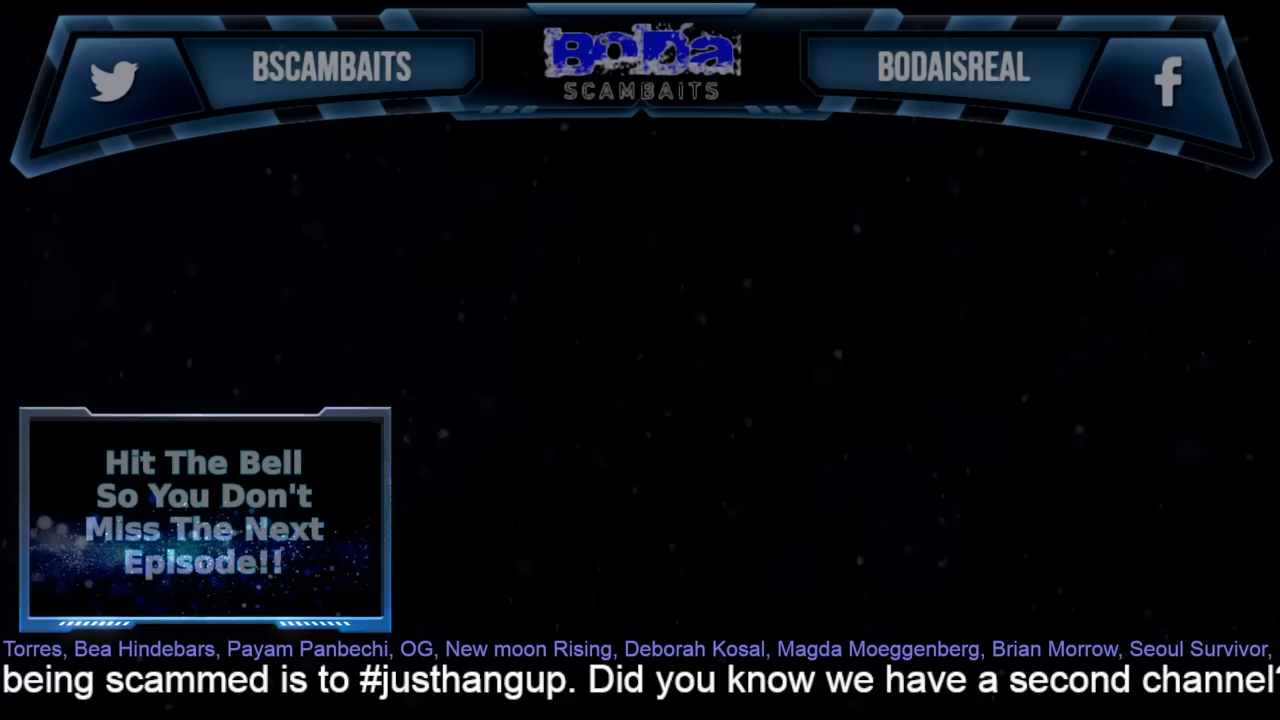 BSCAMBAITS
BoDa
SCAMBAITS
BODAISREAL
Hit The Bell
So You Don't
Miss The Next
Episode!!
Torres, Bea Hindebars, Payam Panbechi, OG, New moon Rising, Deborah Kosal, Magda Moeggenberg, Brian Morrow, Seoul Survivor,
being scammed is to #justhangup. Did you know we have a second channel?